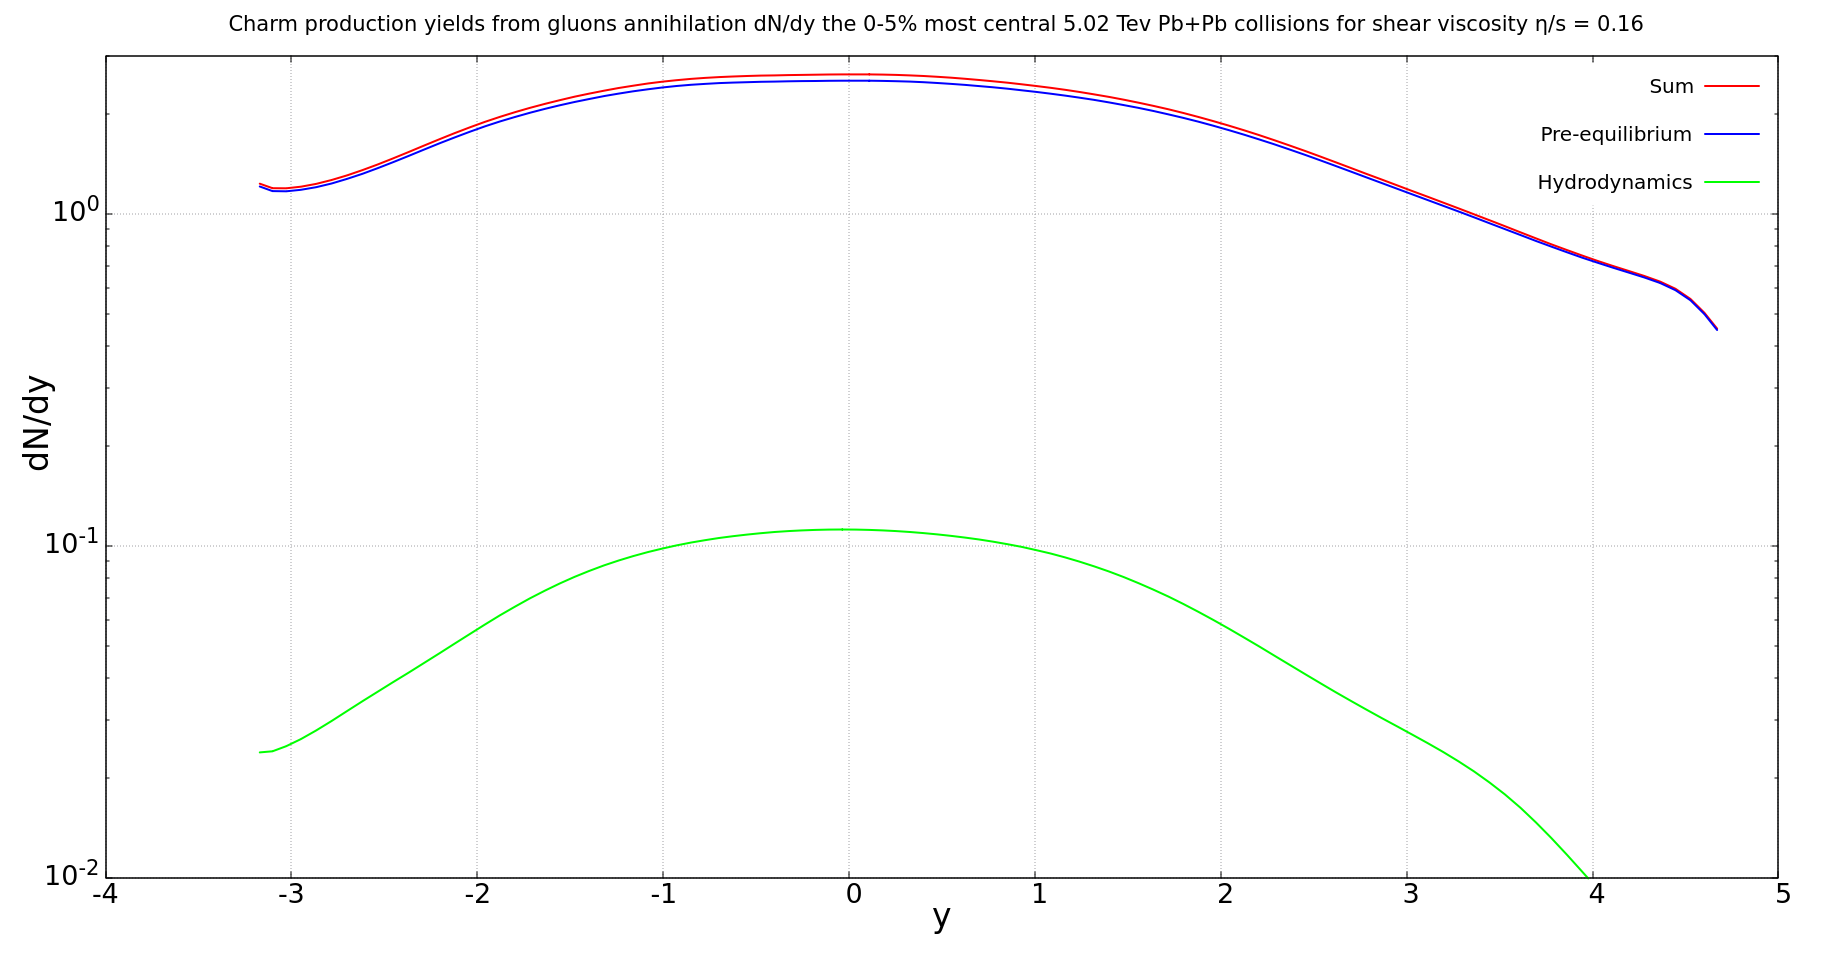 Charm production yields from gluons annihilation dN/dy the 0-5% most central 5.02 Tev Pb+Pb collisions for shear viscosity η/s = 0.16
Sum
Pre-equilibrium
Hydrodynamics
dN/dy
10^0
10^-1
10^-2
-4 -3 -2 -1 0 1 2 3 4 5
y